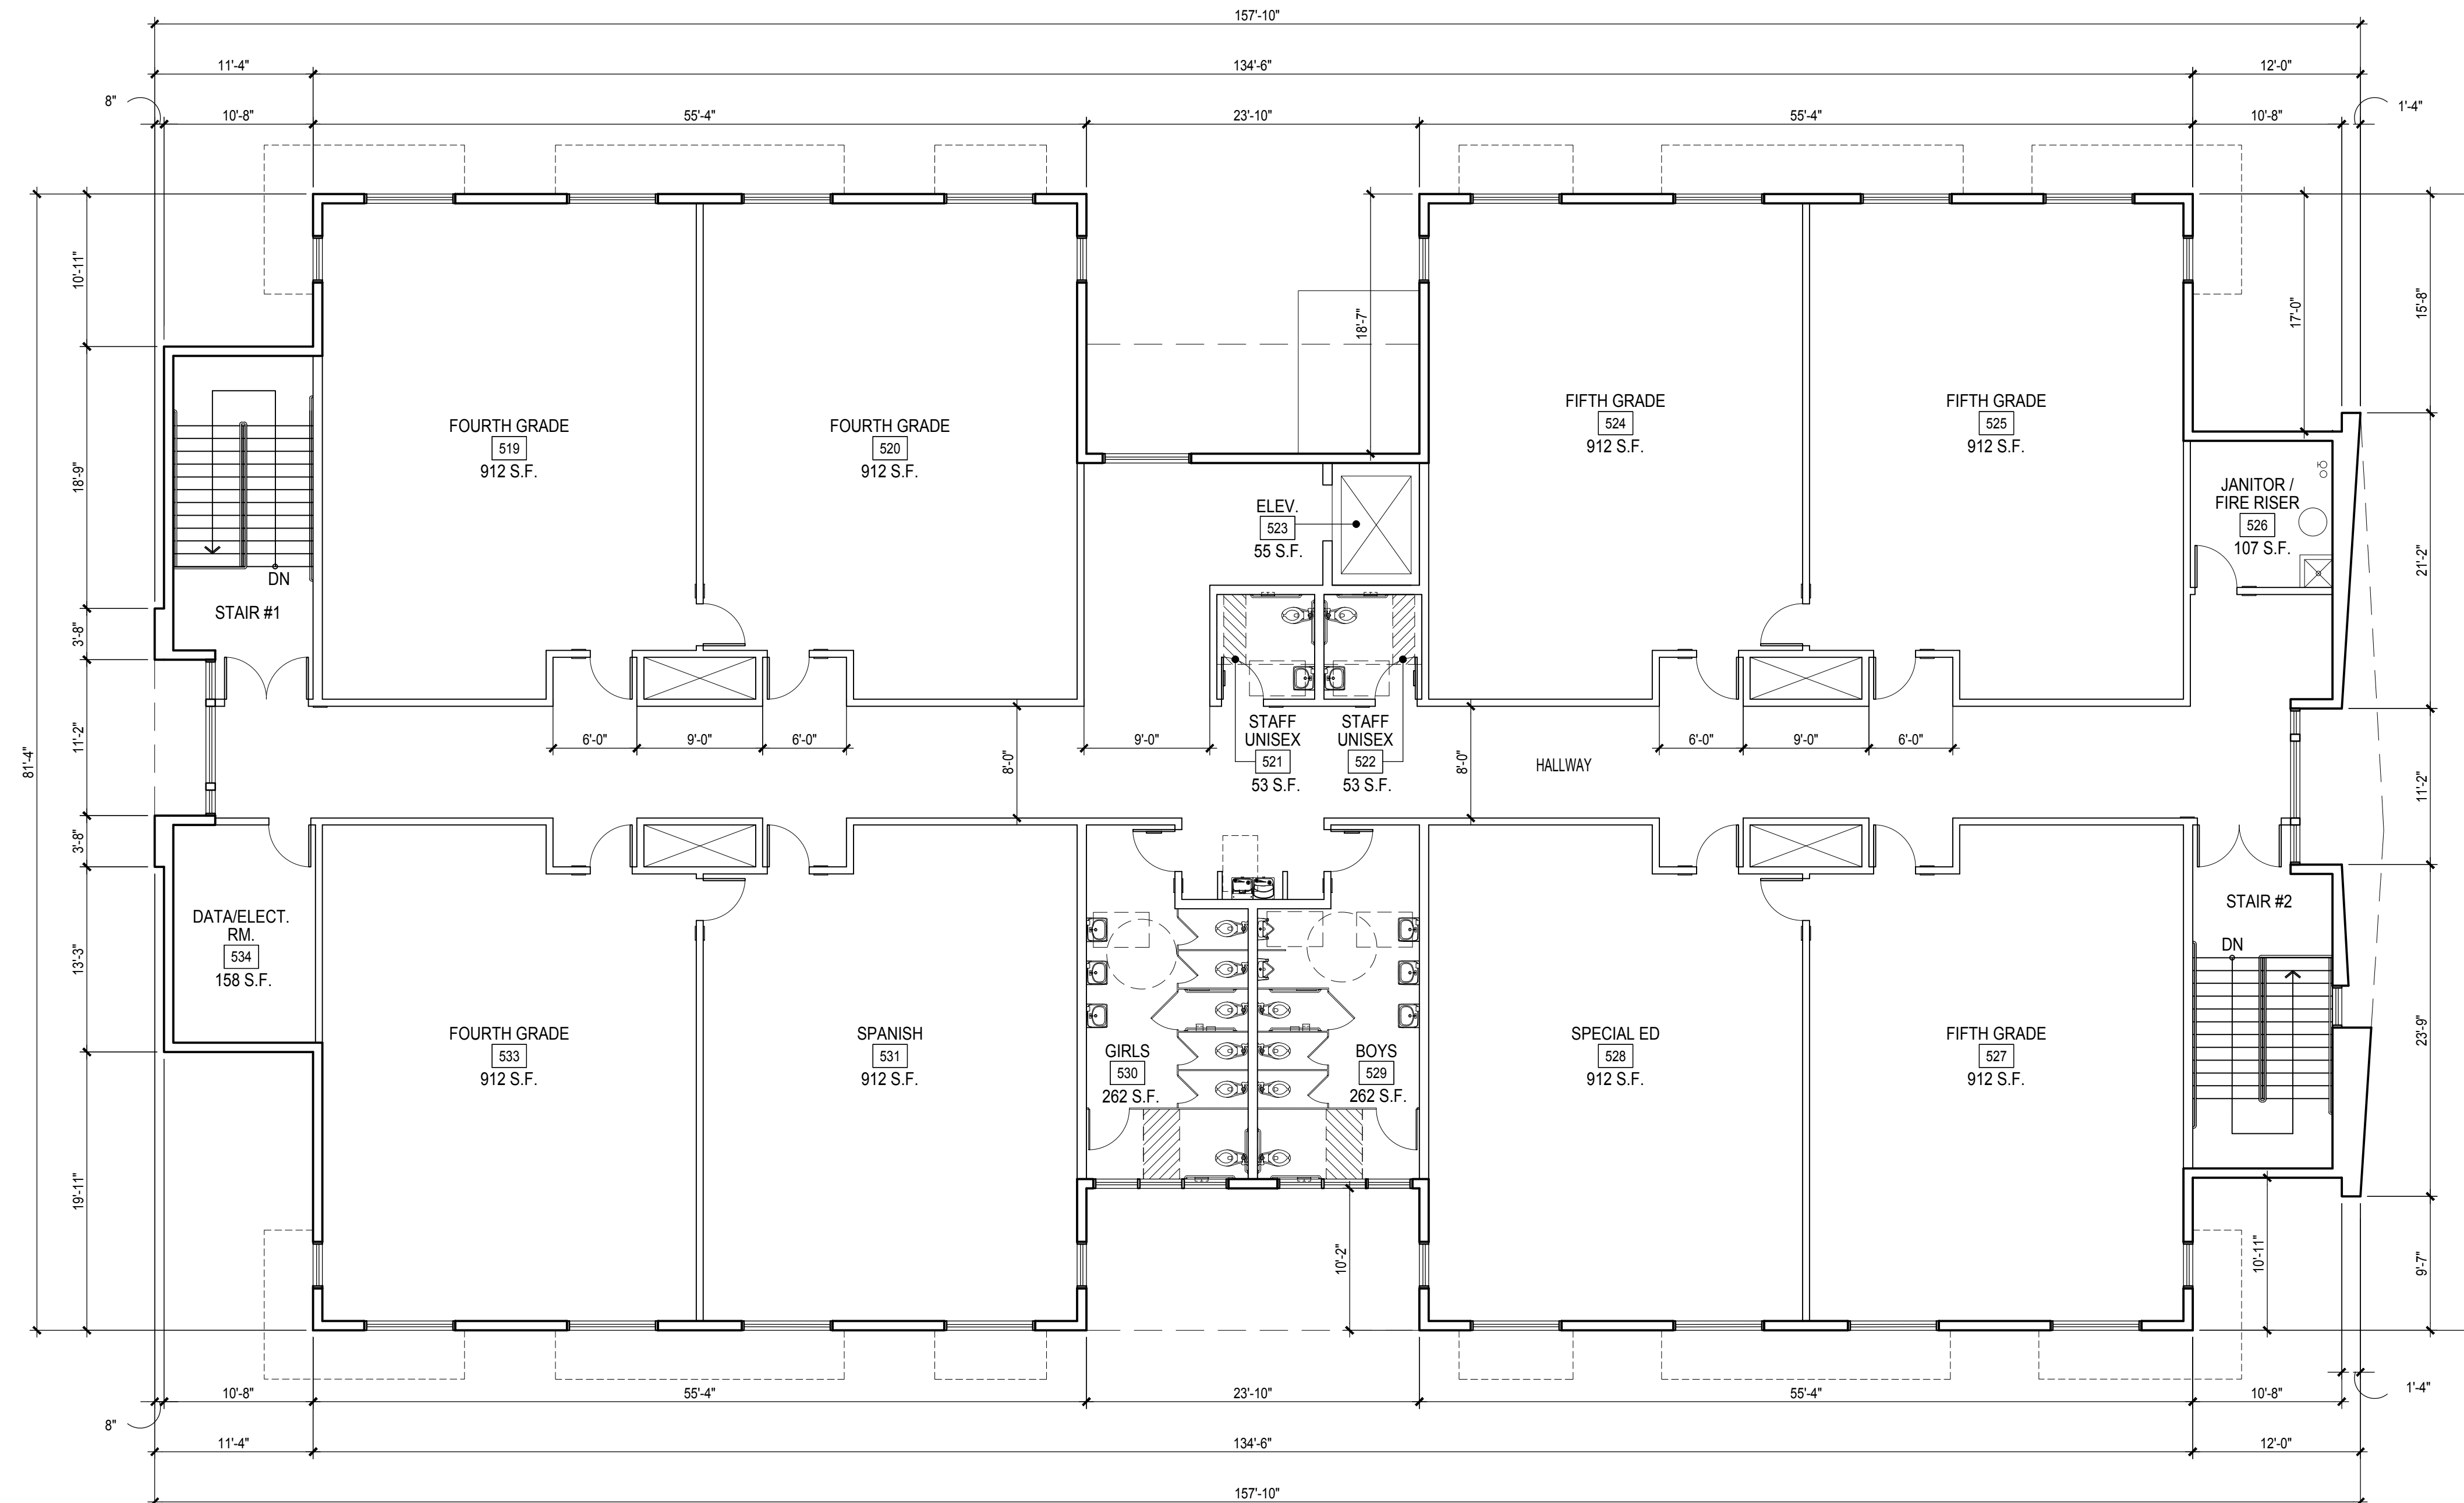 157'-10"
11'-4"
134'-6"
12'-0"
8"
10'-8"
55'-4"
23'-10"
55'-4"
10'-8"
1'-4"
81'-4"
10'-11"
18'-9"
3'-8"
11'-2"
3'-8"
13'-3"
19'-11"
18'-7"
17'-0"
15'-8"
21'-2"
11'-2"
23'-9"
9'-7"
FOURTH GRADE
519
912 S.F.
FOURTH GRADE
520
912 S.F.
FIFTH GRADE
524
912 S.F.
FIFTH GRADE
525
912 S.F.
ELEV.
523
55 S.F.
JANITOR /
FIRE RISER
526
107 S.F.
DN
STAIR #1
6'-0"
9'-0"
6'-0"
8'-0"
9'-0"
STAFF
UNISEX
521
53 S.F.
STAFF
UNISEX
522
53 S.F.
8'-0"
HALLWAY
6'-0"
9'-0"
6'-0"
DATA/ELECT.
RM.
534
158 S.F.
STAIR #2
DN
FOURTH GRADE
533
912 S.F.
SPANISH
531
912 S.F.
GIRLS
530
262 S.F.
BOYS
529
262 S.F.
SPECIAL ED
528
912 S.F.
FIFTH GRADE
527
912 S.F.
10'-2"
10'-11"
8"
10'-8"
55'-4"
23'-10"
55'-4"
10'-8"
1'-4"
11'-4"
134'-6"
12'-0"
157'-10"